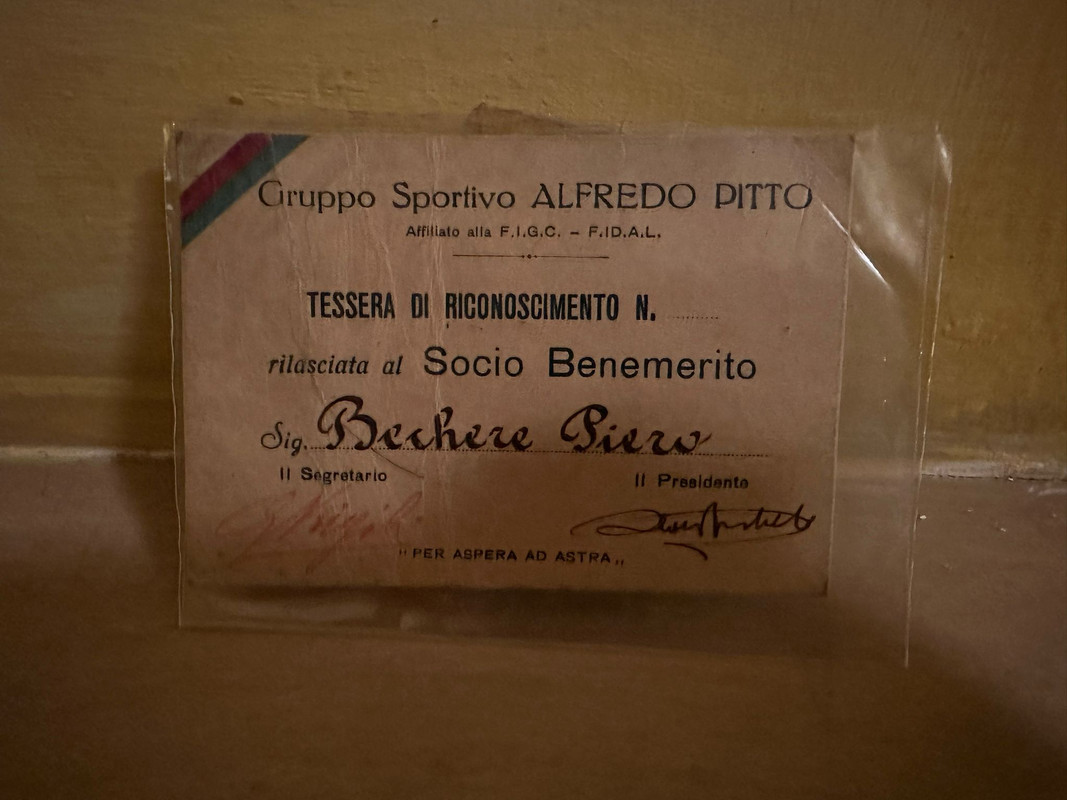 Gruppo Sportivo ALFREDO PITTO
Affiliato alla F.I.G.C. – F.ID.A.L.
TESSERA DI RICONOSCIMENTO N. ..........
rilasciata al Socio Benemerito
Sig. Bechere Piero
Il Segretario Il Presidente
"PER ASPERA AD ASTRA„